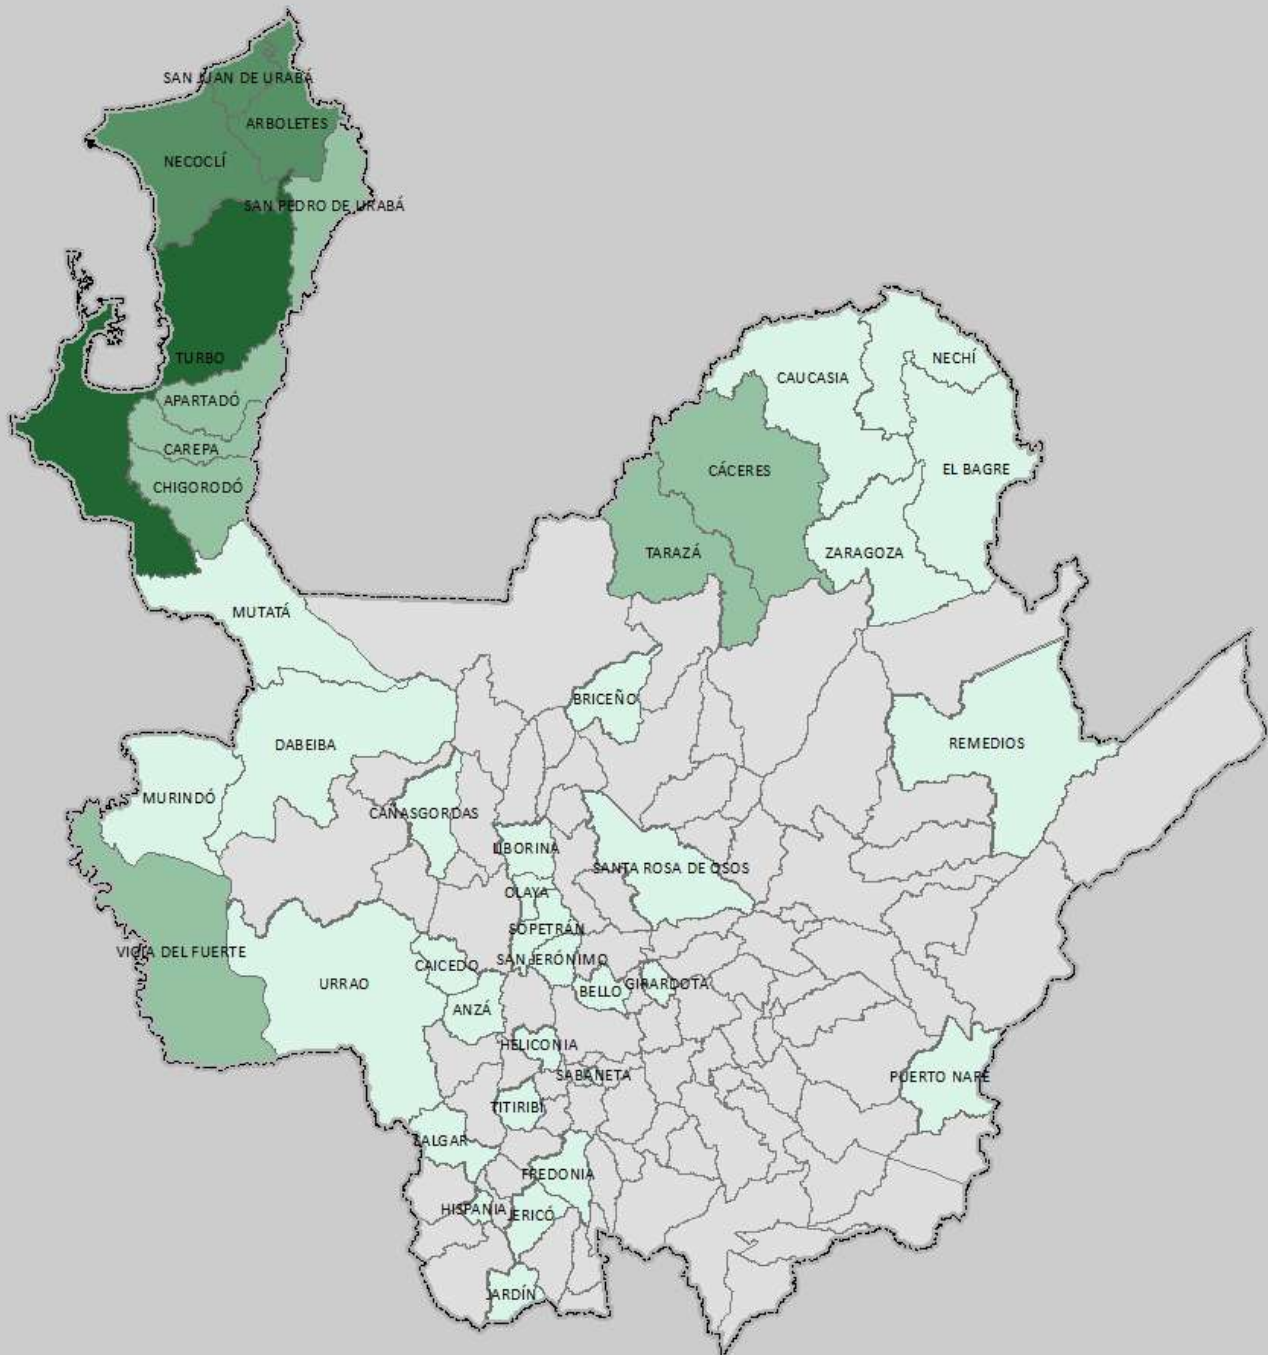 SAN JUAN DE URABÁ
ARBOLETES
NECOCLÍ
SAN PEDRO DE URABÁ
TURBO
APARTADÓ
CAREPA
CHIGORODÓ
NECHÍ
CAUCASIA
CÁCERES
EL BAGRE
TARAZÁ
ZARAGOZA
MUTATÁ
BRICEÑO
DABEIBA
REMEDIOS
MURINDÓ
CAÑASGORDAS
LIBORINA
SANTA ROSA DE OSOS
OLAYA
SOPETRÁN
VIGIA DEL FUERTE
SAN JERÓNIMO
CAICEDO
URRAO
GIRARDOTA
BELLO
ANZÁ
HELICONIA
SABANETA
PUERTO NARE
TITIRIBÍ
SALGAR
FREDONIA
HISPANIA
JERICÓ
JARDÍN